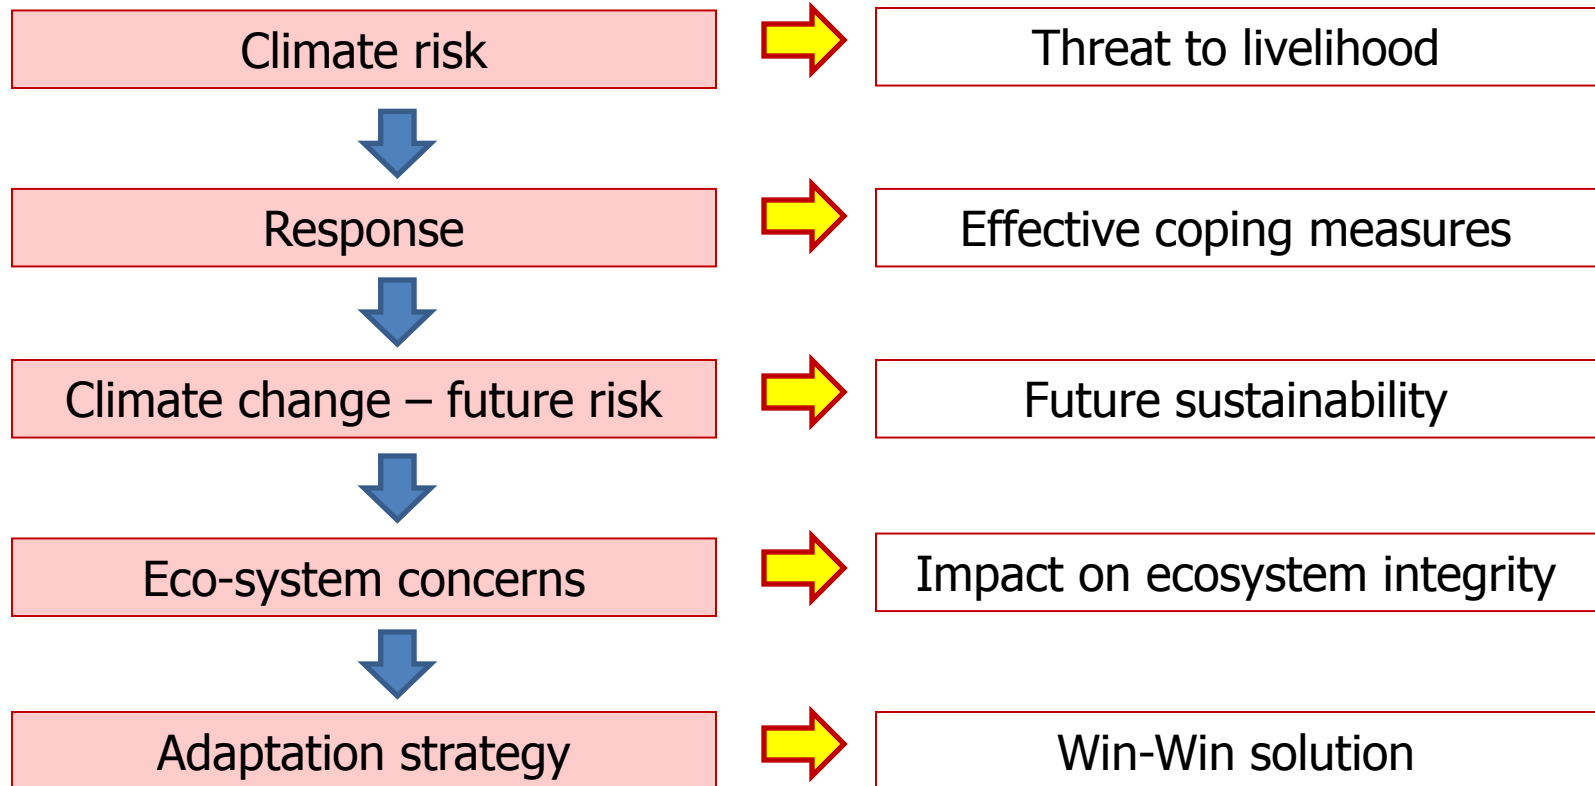 Climate risk
Threat to livelihood
Response
Effective coping measures
Climate change – future risk
Future sustainability
Eco-system concerns
Impact on ecosystem integrity
Adaptation strategy
Win-Win solution